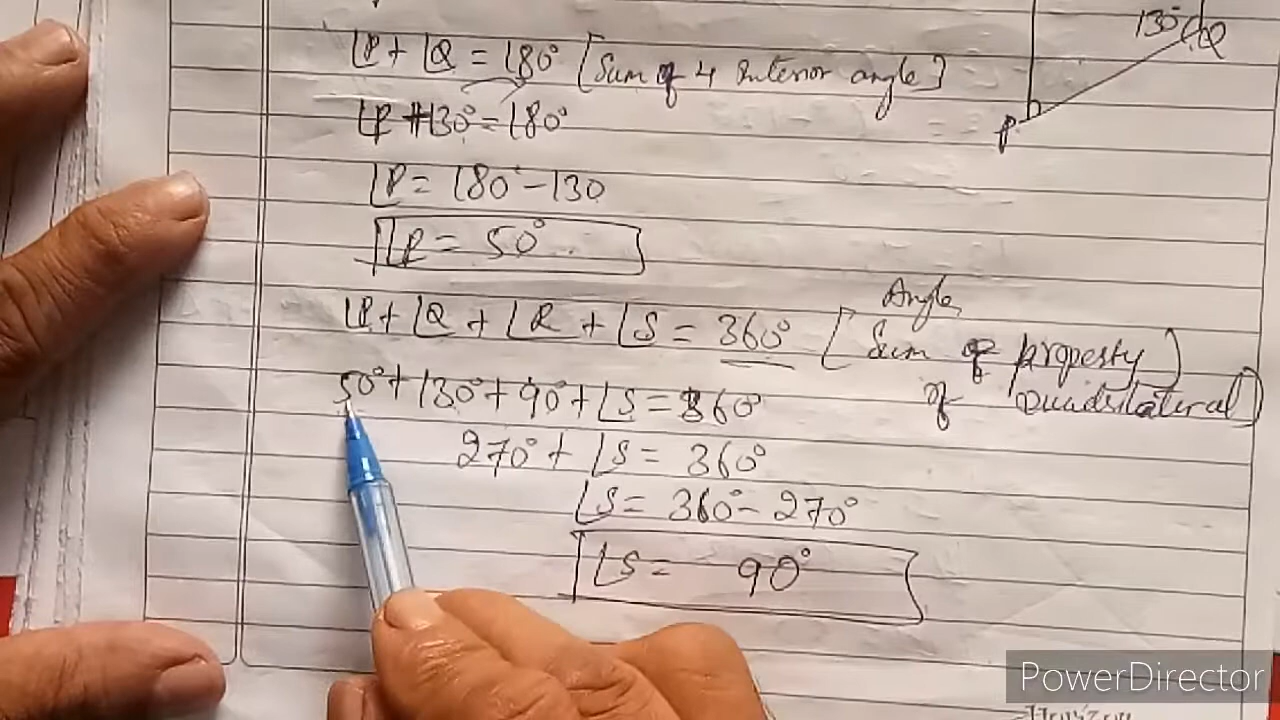 130° Q
∠P + ∠Q = 180° [Sum of 4 interior angle]
P
∠P + 130° = 180°
∠P = 180° - 130
∠P = 50°
∠P + ∠Q + ∠R + ∠S = 360° [Angle Sum of property of Quadrilateral]
50° + 130° + 90° + ∠S = 360°
270° + ∠S = 360°
∠S = 360° - 270°
∠S = 90°
PowerDirector